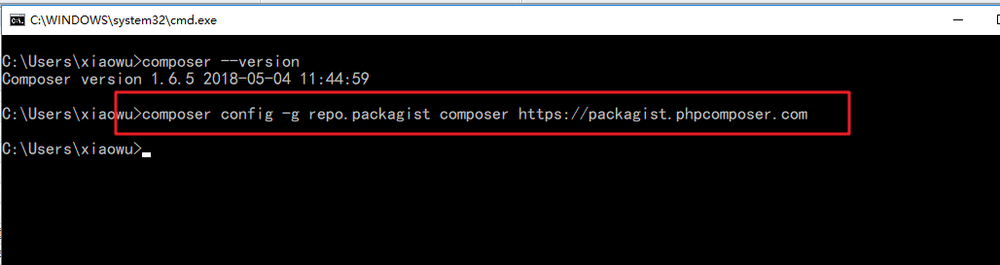 C:\WINDOWS\system32\cmd.exe
C:\Users\xiaowu>composer --version
Composer version 1.6.5 2018-05-04 11:44:59
C:\Users\xiaowu>composer config -g repo.packagist composer https://packagist.phpcomposer.com
C:\Users\xiaowu>